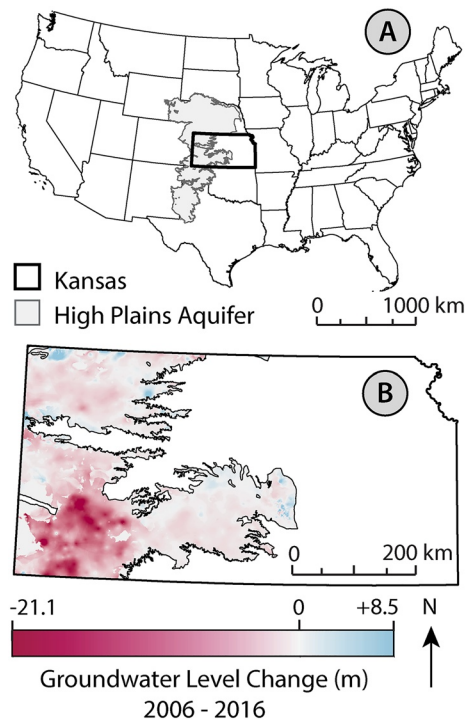 A
Kansas
High Plains Aquifer
0 1000 km
B
0 200 km
-21.1 0 +8.5 N
Groundwater Level Change (m)
2006 - 2016